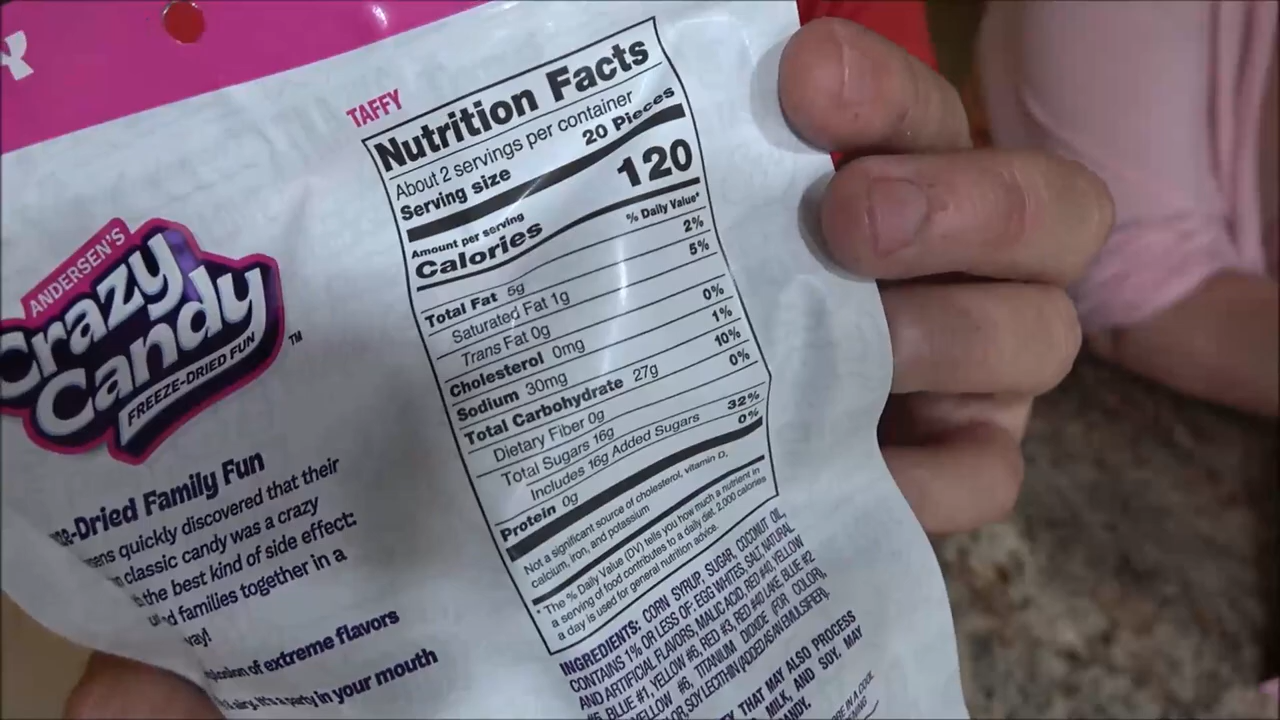 TAFFY
Nutrition Facts
About 2 servings per container
Serving size 20 Pieces
Amount per serving
Calories 120
% Daily Value*
Total Fat 5g 2%
Saturated Fat 1g 5%
Trans Fat 0g
Cholesterol 0mg 0%
Sodium 30mg 1%
Total Carbohydrate 27g 10%
Dietary Fiber 0g 0%
Total Sugars 16g
Includes 16g Added Sugars 32%
Protein 0g 0%
Not a significant source of cholesterol, vitamin D,
calcium, iron, and potassium
* The % Daily Value (DV) tells you how much a nutrient in
a serving of food contributes to a daily diet. 2,000 calories
a day is used for general nutrition advice.
INGREDIENTS: CORN SYRUP, SUGAR, COCONUT OIL,
CONTAINS 1% OR LESS OF: EGG WHITES, SALT, NATURAL
AND ARTIFICIAL FLAVORS, MALIC ACID, RED #40, YELLOW
#5, BLUE #1, YELLOW #6, RED #3, RED #40 LAKE, BLUE #2
YELLOW #6, TITANIUM DIOXIDE (FOR COLOR),
SOY LECITHIN (ADDED AS AN EMULSIFIER).
THAT MAY ALSO PROCESS
MILK, AND SOY. MAY
IN A COOL
ANDERSEN'S
Crazy
Candy
FREEZE-DRIED FUN
TM
-Dried Family Fun
quickly discovered that their
classic candy was a crazy
the best kind of side effect:
families together in a
way!
of extreme flavors
It's a party in your mouth